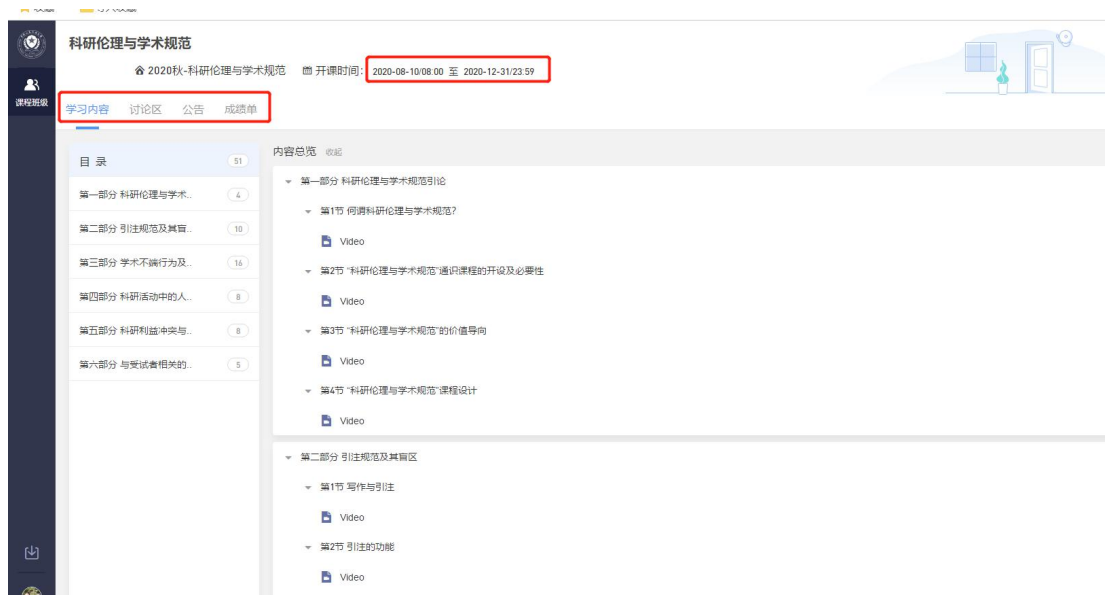 科研伦理与学术规范
2020秋-科研伦理与学术规范 开课时间: 2020-08-10/08:00 至 2020-12-31/23:59
课程班级
学习内容 讨论区 公告 成绩单
目录 51
第一部分 科研伦理与学术.. 4
第二部分 引注规范及其盲.. 10
第三部分 学术不端行为及.. 16
第四部分 科研活动中的人.. 8
第五部分 科研利益冲突与.. 8
第六部分 与受试者相关的.. 5
内容总览 收起
第一部分 科研伦理与学术规范引论
第1节 何谓科研伦理与学术规范?
Video
第2节 “科研伦理与学术规范”通识课程的开设及必要性
Video
第3节 “科研伦理与学术规范”的价值导向
Video
第4节 “科研伦理与学术规范”课程设计
Video
第二部分 引注规范及其盲区
第1节 写作与引注
Video
第2节 引注的功能
Video